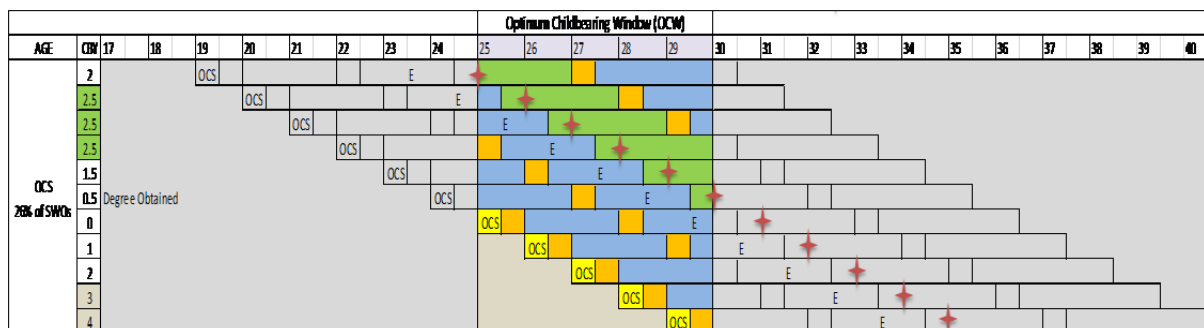 Optimum Childbearing Window (OCW)
AGE CBY 17 18 19 20 21 22 23 24 25 26 27 28 29 30 31 32 33 34 35 36 37 38 39 40
2 OCS E
2.5 OCS E
2.5 OCS E
2.5 OCS E
1.5 OCS E
OCS
0.5 Degree Obtained OCS E
26% of SWOs
0 OCS E
1 OCS E
2 OCS E
3 OCS E
4 OCS E